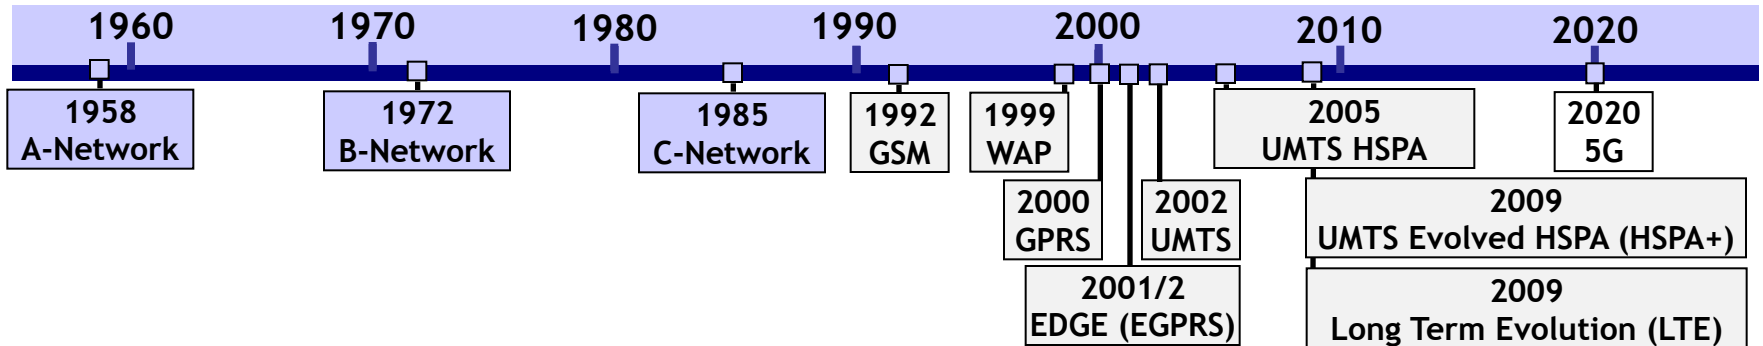 1960 1970 1980 1990 2000 2010 2020
1958
A-Network
1972
B-Network
1985
C-Network
1992
GSM
1999
WAP
2005
UMTS HSPA
2020
5G
2000
GPRS
2002
UMTS
2009
UMTS Evolved HSPA (HSPA+)
2001/2
EDGE (EGPRS)
2009
Long Term Evolution (LTE)